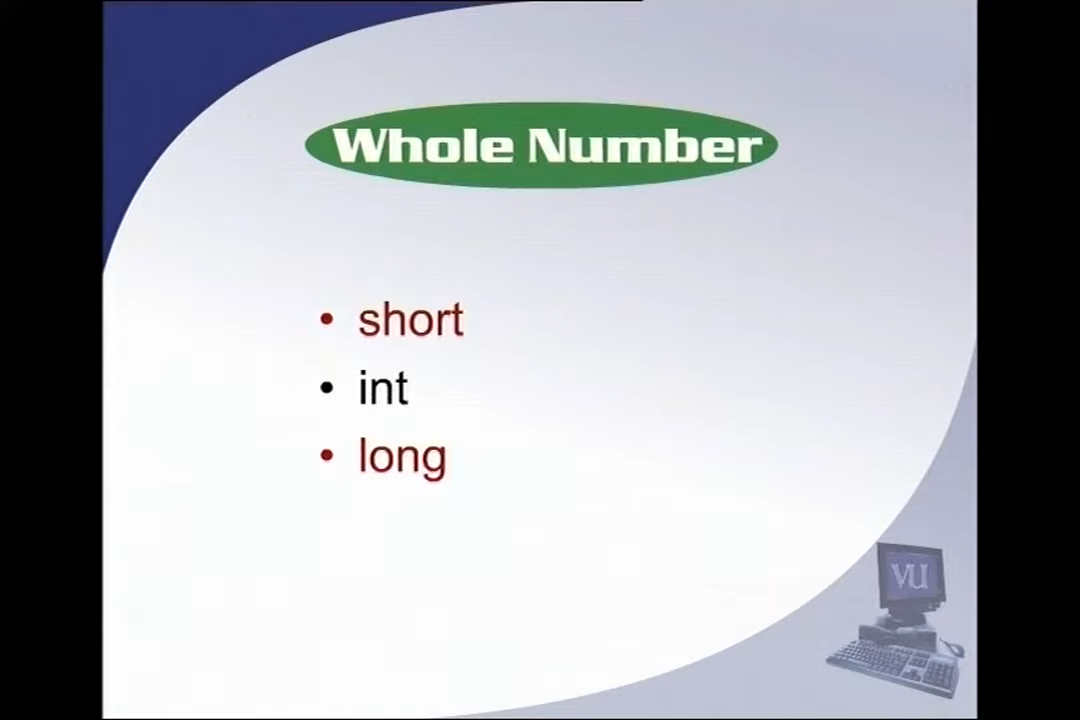 Whole Number
• short
• int
• long
VU